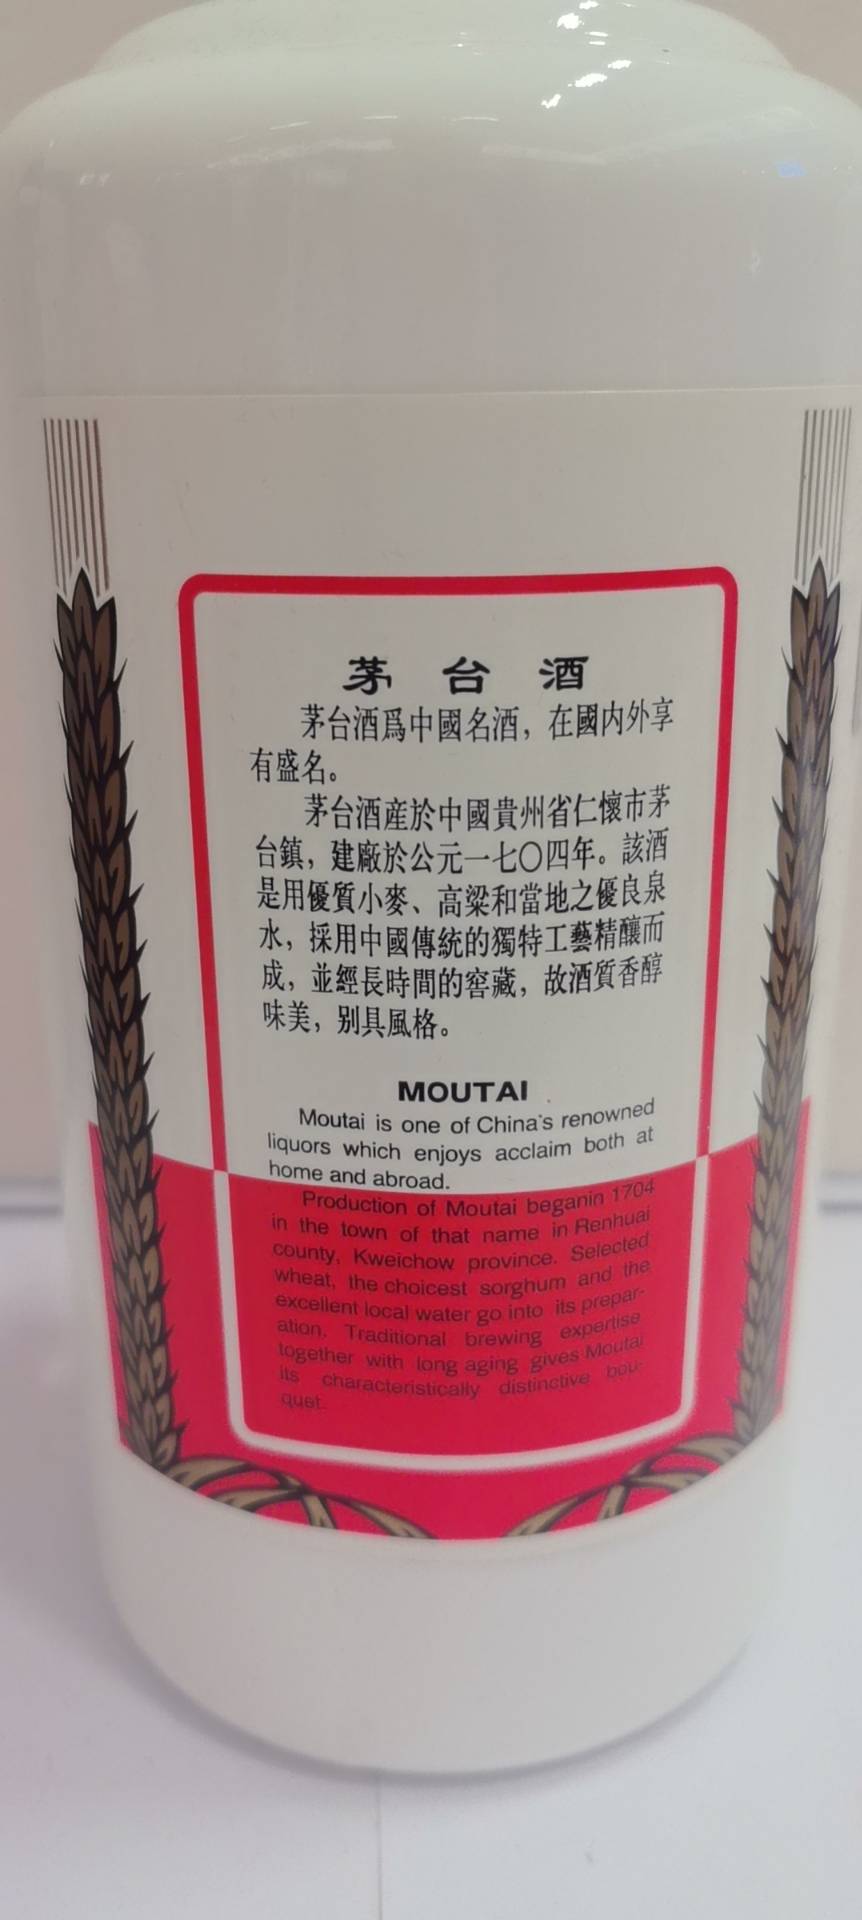 茅台酒
茅台酒爲中國名酒，在國内外享
有盛名。
茅台酒産於中國貴州省仁懷市茅
台鎮，建廠於公元一七〇四年。該酒
是用優質小麥、高粱和當地之優良泉
水，採用中國傳統的獨特工藝精釀而
成，並經長時間的窖藏，故酒質香醇
味美，别具風格。
MOUTAI
Moutai is one of China's renowned
liquors which enjoys acclaim both at
home and abroad.
Production of Moutai beganin 1704
in the town of that name in Renhuai
county, Kweichow province. Selected
wheat, the choicest sorghum and the
excellent local water go into its prepar-
ation. Traditional brewing expertise
together with long aging gives Moutai
its characteristically distinctive bou-
quet.